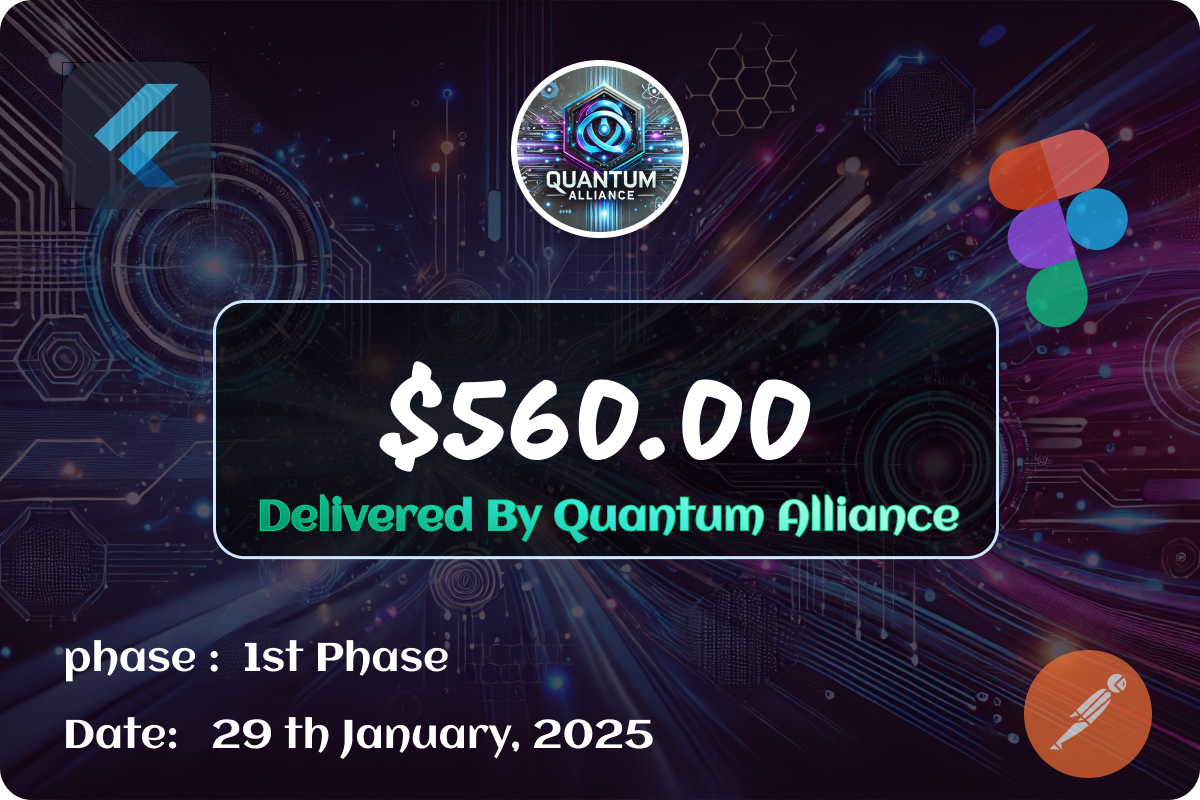 QUANTUM
ALLIANCE
$560.00
Delivered By Quantum Alliance
phase : 1st Phase
Date: 29 th January, 2025